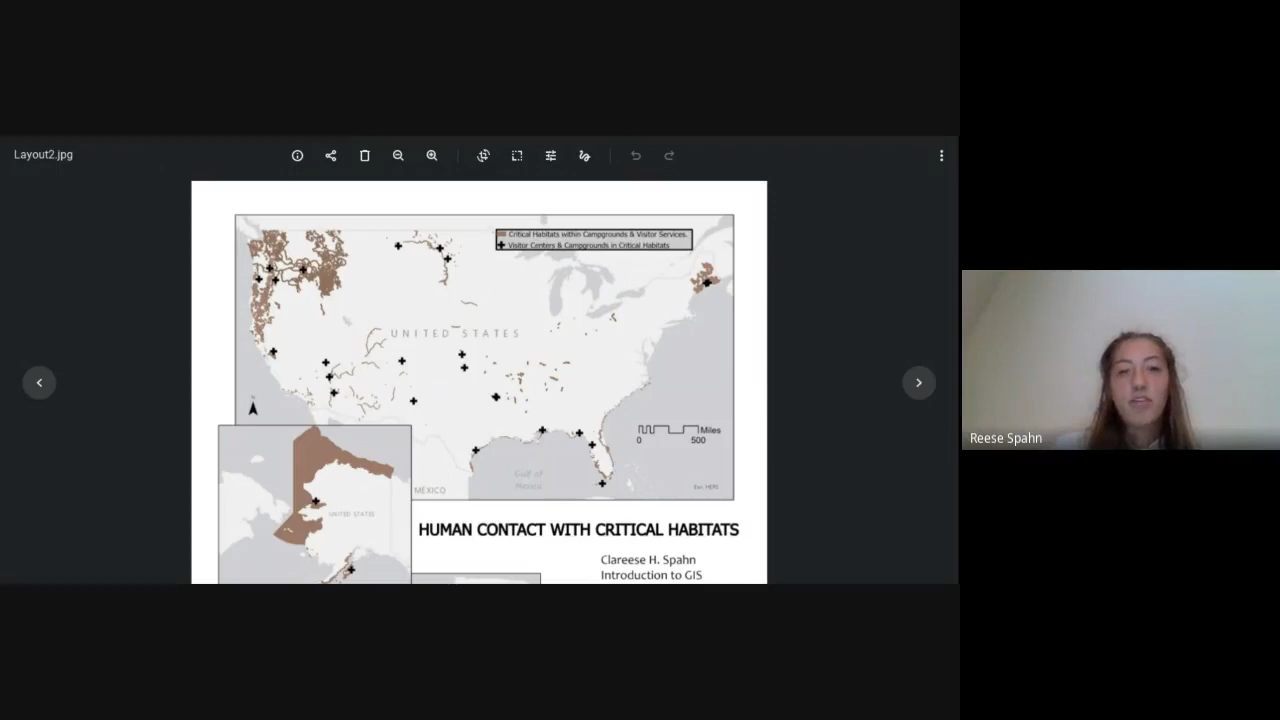 Layout2.jpg
Critical Habitats within Campgrounds & Visitor Services.
Visitor Centers & Campgrounds in Critical Habitats
UNITED STATES
Miles
0 500
Gulf of
Mexico
MÉXICO
Esri, HERE
UNITED STATES
HUMAN CONTACT WITH CRITICAL HABITATS
Clareese H. Spahn
Introduction to GIS
Reese Spahn